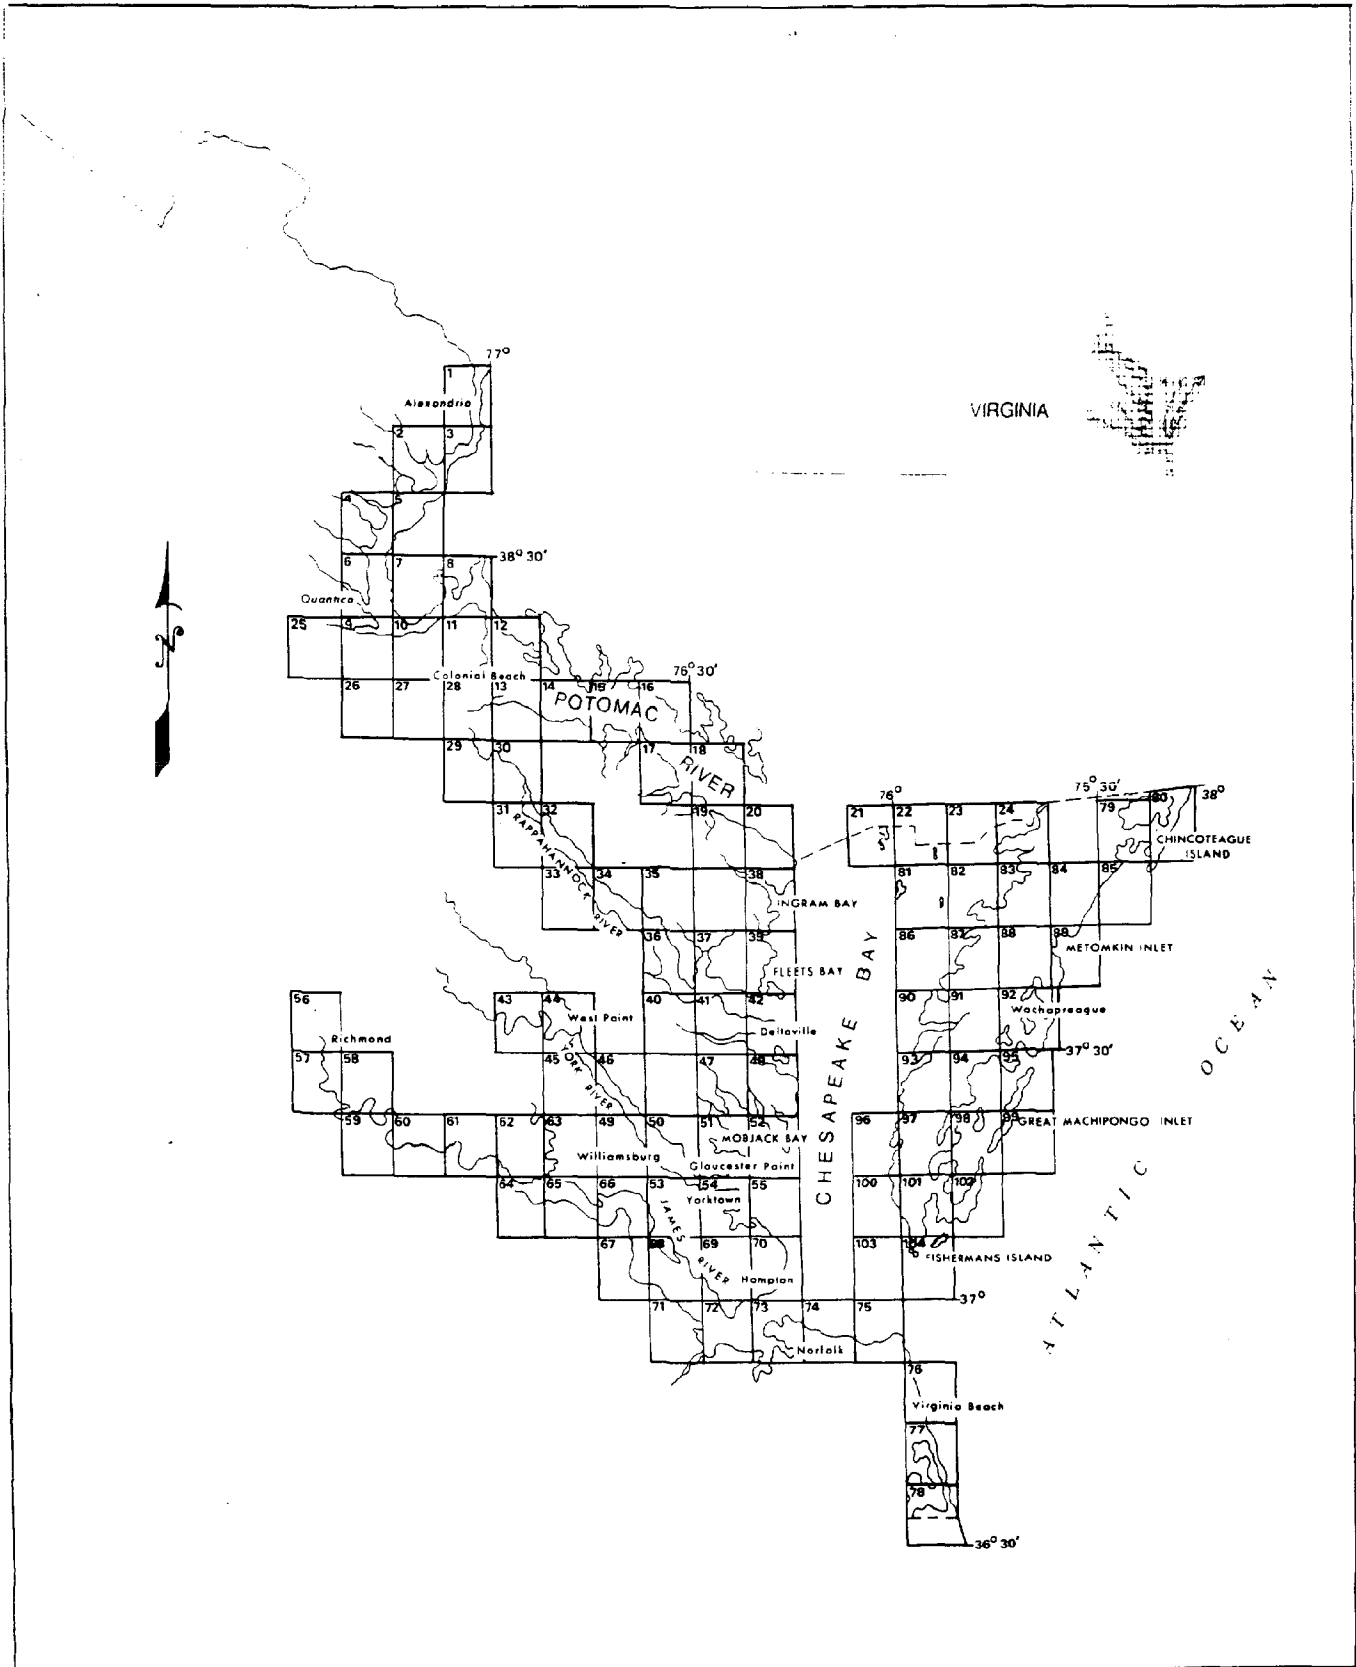 77°
1
VIRGINIA
Alexandria
2 3
4 5
38° 30'
6 7 8
Quantico
25 9 10 11 12
76° 30'
Colonial Beach
26 27 28 13 14 15 16
POTOMAC
29 30 17 18
RIVER
76°
75° 30'
38°
31 32 19 20 21 22 23 24 79 80
RAPPAHANNOCK
RIVER
CHINCOTEAGUE
ISLAND
33 34 35 38 81 82 83 84 85
INGRAM BAY
36 37 39 86 87 88 89
METOMKIN INLET
FLEETS BAY
CHESAPEAKE BAY
56 43 44 40 41 42 90 91 92
West Point
Wachapreague
Deltaville
Richmond
ATLANTIC OCEAN
37° 30'
57 58 45 46 47 48 93 94 95
YORK RIVER
59 60 61 62 63 49 50 51 52 96 97 98 99
GREAT MACHIPONGO INLET
MOBJACK BAY
Williamsburg
Gloucester Point
64 65 66 53 54 55 100 101 102
Yorktown
JAMES
RIVER
67 68 69 70 103 104
FISHERMANS ISLAND
Hampton
37°
71 72 73 74 75
Norfolk
76
Virginia Beach
77
78
36° 30'